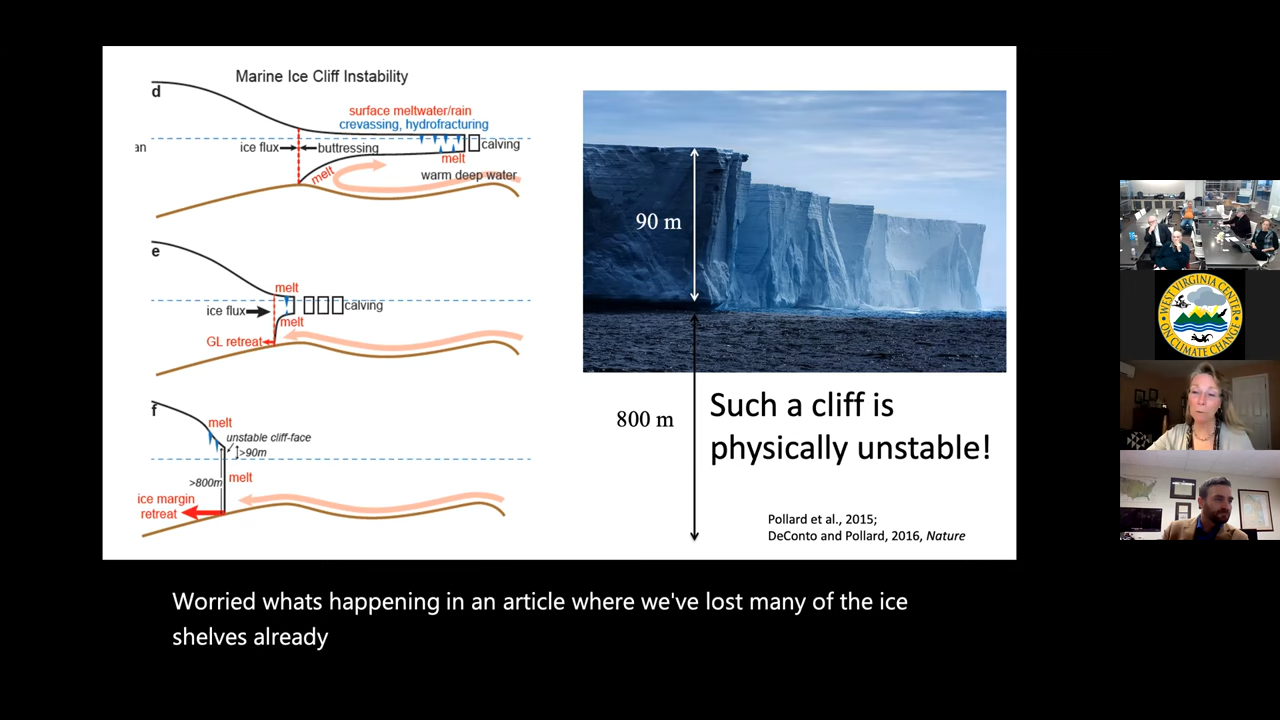 Marine Ice Cliff Instability
d
surface meltwater/rain
crevassing, hydrofracturing
an
ice flux
buttressing
calving
melt
melt
warm deep water
e
melt
ice flux
calving
melt
GL retreat
f
melt
unstable cliff-face
>90m
>800m
melt
ice margin
retreat
90 m
800 m
Such a cliff is
physically unstable!
Pollard et al., 2015;
DeConto and Pollard, 2016, Nature
WEST VIRGINIA CENTER
ON CLIMATE CHANGE
Worried whats happening in an article where we've lost many of the ice
shelves already